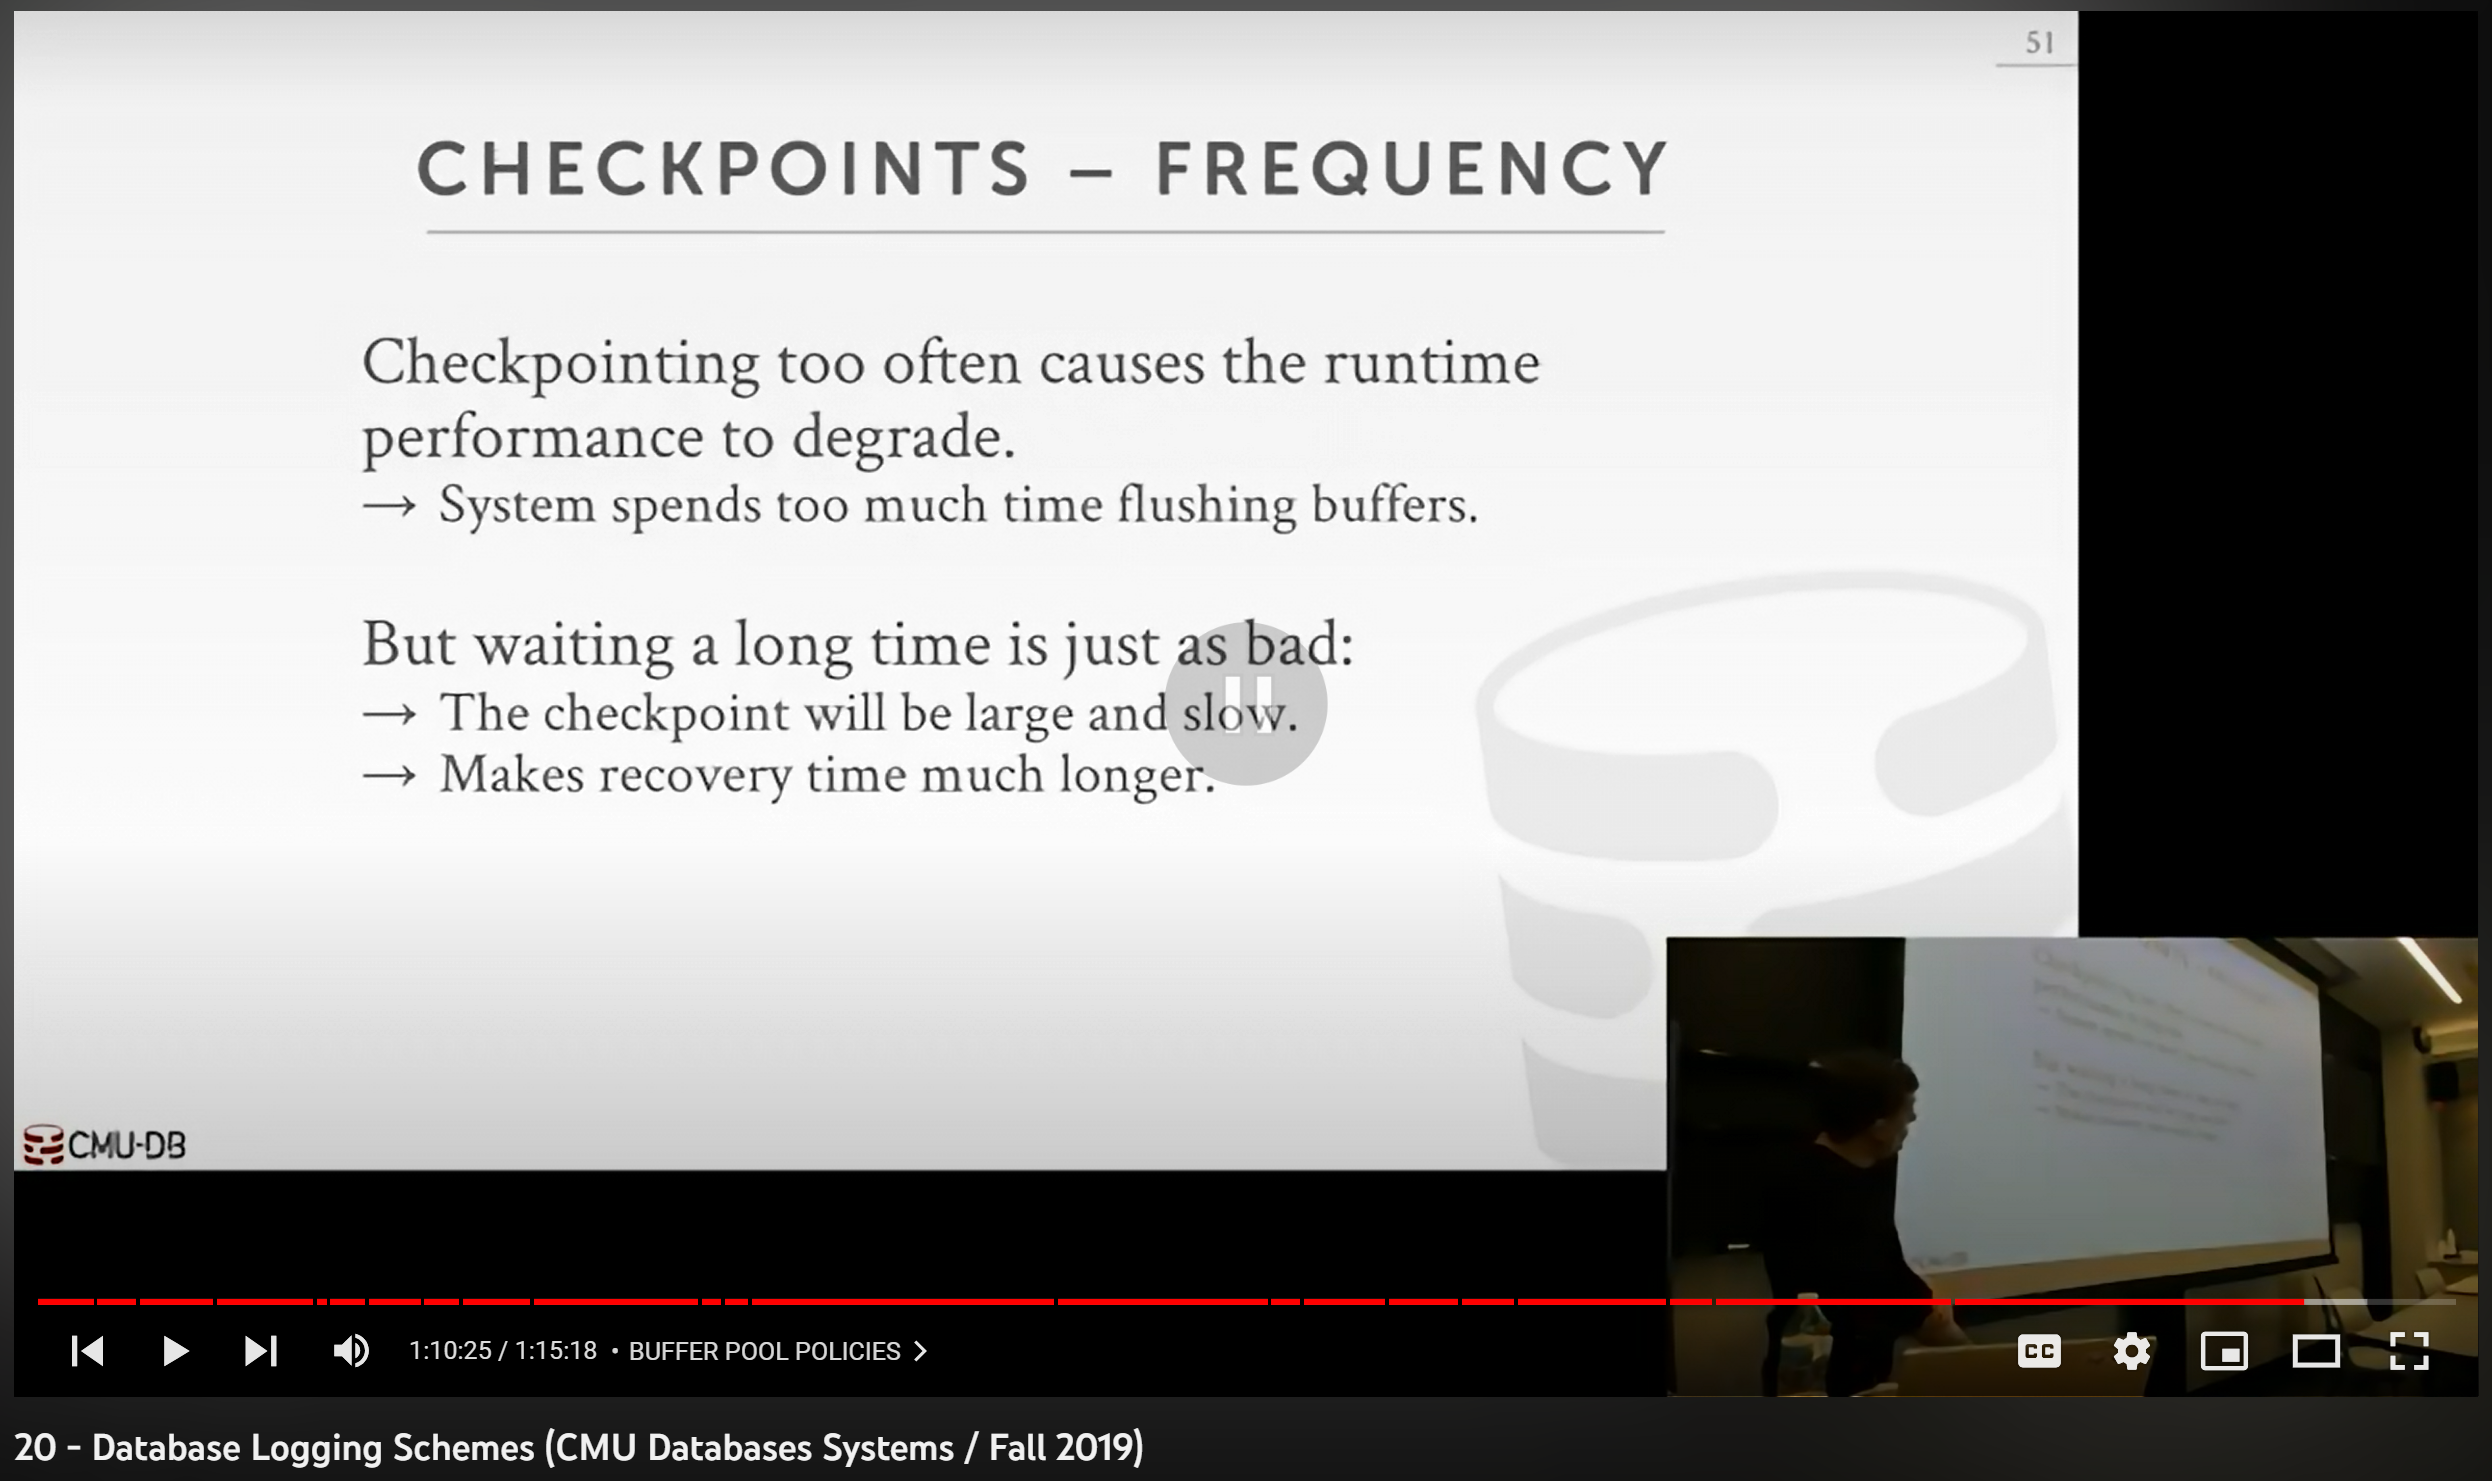 51
CHECKPOINTS – FREQUENCY
Checkpointing too often causes the runtime
performance to degrade.
→ System spends too much time flushing buffers.
But waiting a long time is just as bad:
→ The checkpoint will be large and slow.
→ Makes recovery time much longer.
CMU·DB
1:10:25 / 1:15:18 • BUFFER POOL POLICIES
CC
20 - Database Logging Schemes (CMU Databases Systems / Fall 2019)